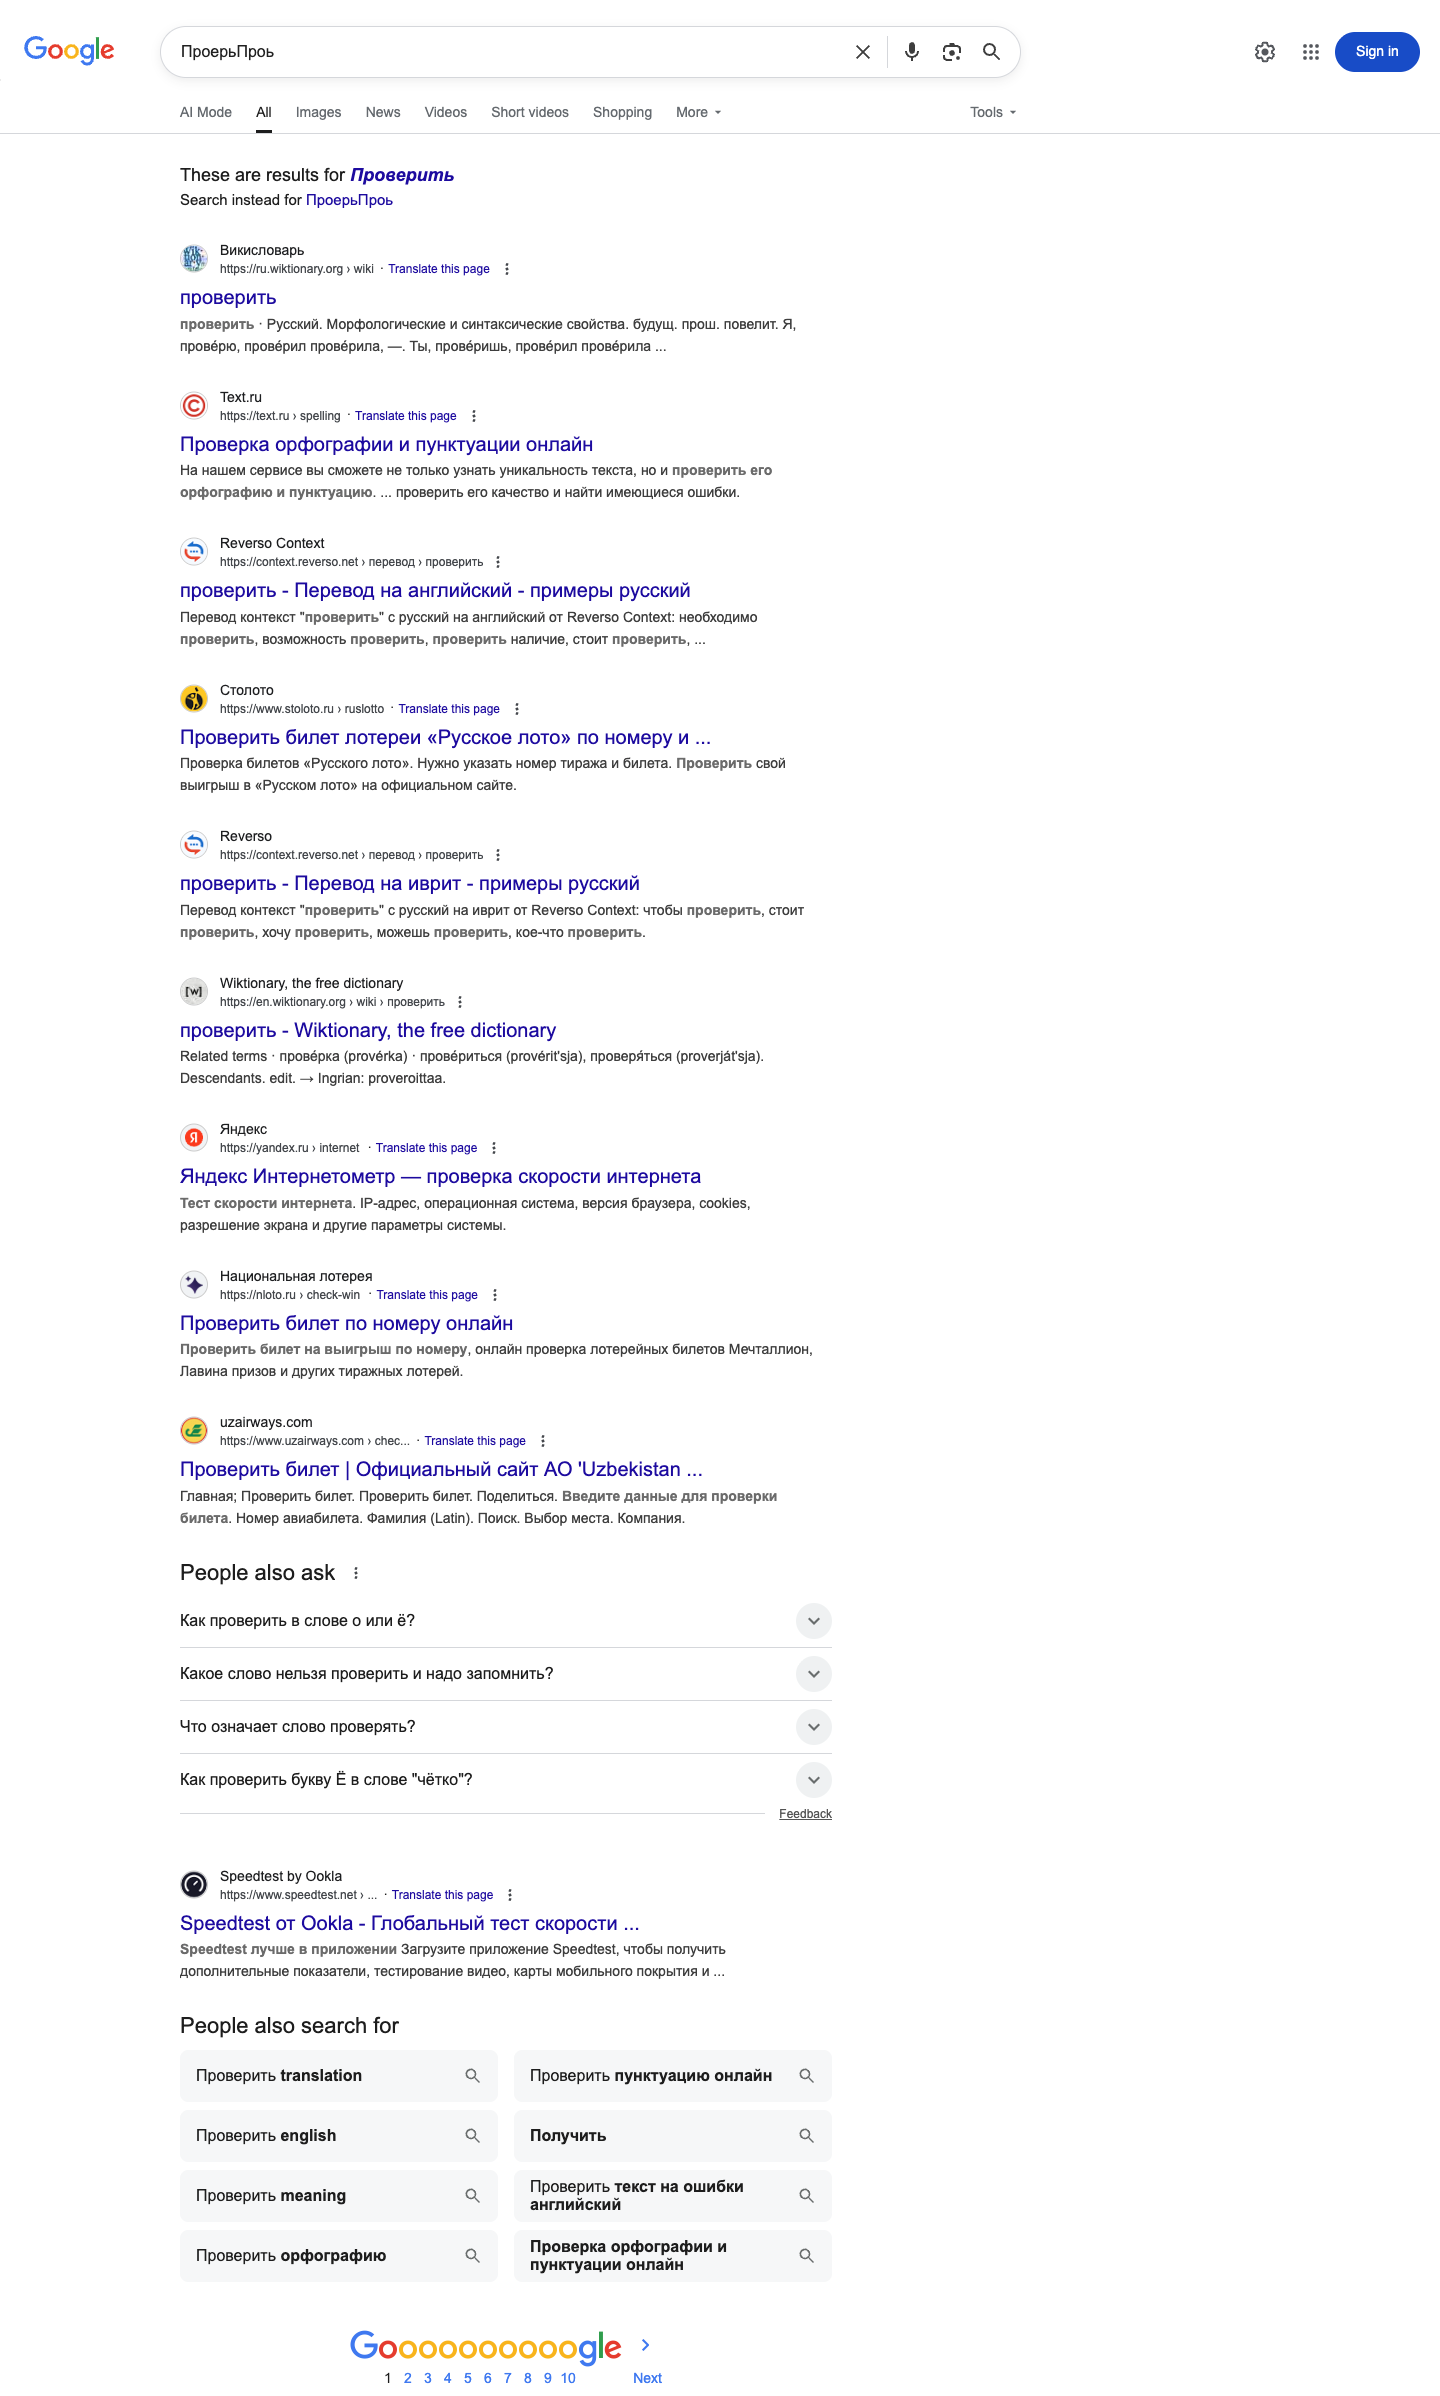 Google
ПроерьПроь
Sign in
AI Mode
All
Images
News
Videos
Short videos
Shopping
More
Tools
These are results for Проверить
Search instead for ПроерьПроь
Викисловарь
https://ru.wiktionary.org › wiki · Translate this page
проверить
проверить · Русский. Морфологические и синтаксические свойства. будущ. прош. повелит. Я,
прове́рю, прове́рил прове́рила, —. Ты, прове́ришь, прове́рил прове́рила ...
Text.ru
https://text.ru › spelling · Translate this page
Проверка орфографии и пунктуации онлайн
На нашем сервисе вы сможете не только узнать уникальность текста, но и проверить его
орфографию и пунктуацию. ... проверить его качество и найти имеющиеся ошибки.
Reverso Context
https://context.reverso.net › перевод › проверить
проверить - Перевод на английский - примеры русский
Перевод контекст "проверить" с русский на английский от Reverso Context: необходимо
проверить, возможность проверить, проверить наличие, стоит проверить, ...
Столото
https://www.stoloto.ru › ruslotto · Translate this page
Проверить билет лотереи «Русское лото» по номеру и ...
Проверка билетов «Русского лото». Нужно указать номер тиража и билета. Проверить свой
выигрыш в «Русском лото» на официальном сайте.
Reverso
https://context.reverso.net › перевод › проверить
проверить - Перевод на иврит - примеры русский
Перевод контекст "проверить" с русский на иврит от Reverso Context: чтобы проверить, стоит
проверить, хочу проверить, можешь проверить, кое-что проверить.
[w]
Wiktionary, the free dictionary
https://en.wiktionary.org › wiki › проверить
проверить - Wiktionary, the free dictionary
Related terms · прове́рка (provérka) · прове́риться (provérit'sja), проверя́ться (proverját'sja).
Descendants. edit. → Ingrian: proveroittaa.
Я
Яндекс
https://yandex.ru › internet · Translate this page
Яндекс Интернетометр — проверка скорости интернета
Тест скорости интернета. IP-адрес, операционная система, версия браузера, cookies,
разрешение экрана и другие параметры системы.
Национальная лотерея
https://nloto.ru › check-win · Translate this page
Проверить билет по номеру онлайн
Проверить билет на выигрыш по номеру, онлайн проверка лотерейных билетов Мечталлион,
Лавина призов и других тиражных лотерей.
uzairways.com
https://www.uzairways.com › chec... · Translate this page
Проверить билет | Официальный сайт АО 'Uzbekistan ...
Главная; Проверить билет. Проверить билет. Поделиться. Введите данные для проверки
билета. Номер авиабилета. Фамилия (Latin). Поиск. Выбор места. Компания.
People also ask
Как проверить в слове о или ё?
Какое слово нельзя проверить и надо запомнить?
Что означает слово проверять?
Как проверить букву Ё в слове "чётко"?
Feedback
Speedtest by Ookla
https://www.speedtest.net › ... · Translate this page
Speedtest от Ookla - Глобальный тест скорости ...
Speedtest лучше в приложении Загрузите приложение Speedtest, чтобы получить
дополнительные показатели, тестирование видео, карты мобильного покрытия и ...
People also search for
Проверить translation
Проверить пунктуацию онлайн
Проверить english
Получить
Проверить meaning
Проверить текст на ошибки
английский
Проверить орфографию
Проверка орфографии и
пунктуации онлайн
Goooooooooogle
1 2 3 4 5 6 7 8 9 10 Next